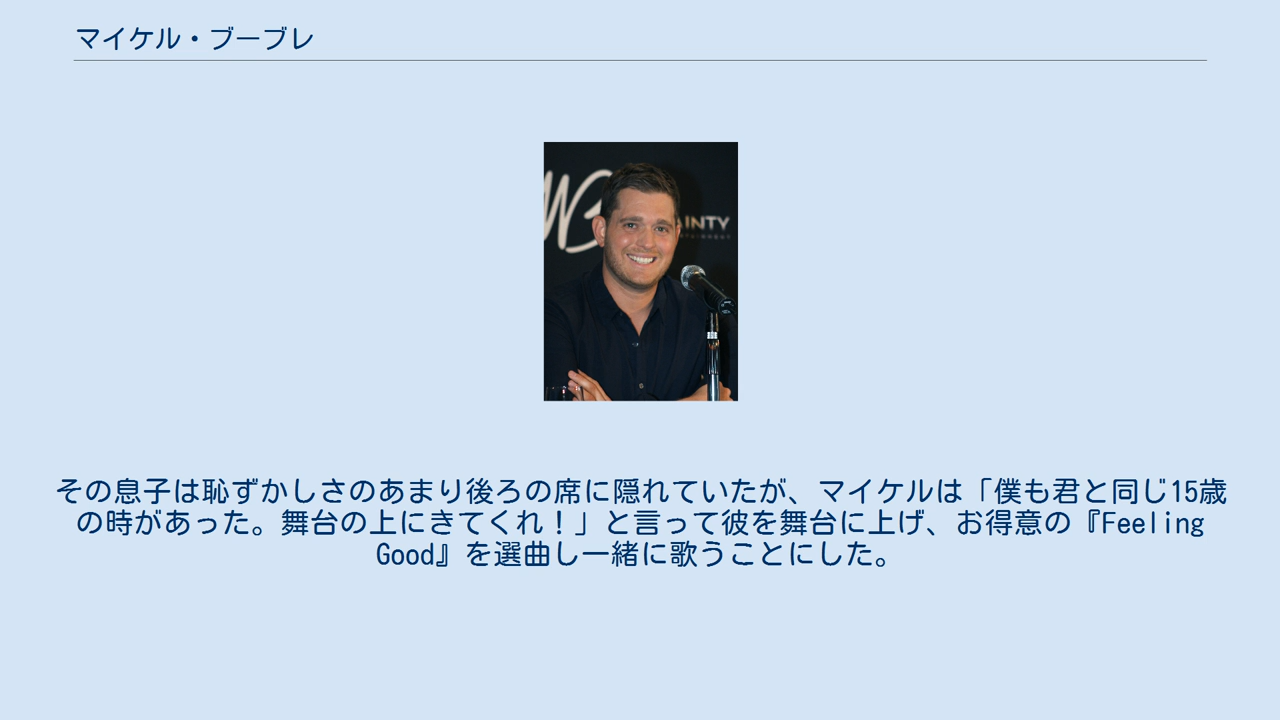 マイケル・ブーブレ
AINTY
その息子は恥ずかしさのあまり後ろの席に隠れていたが、マイケルは「僕も君と同じ15歳
の時があった。舞台の上にきてくれ！」と言って彼を舞台に上げ、お得意の『Feeling
Good』を選曲し一緒に歌うことにした。